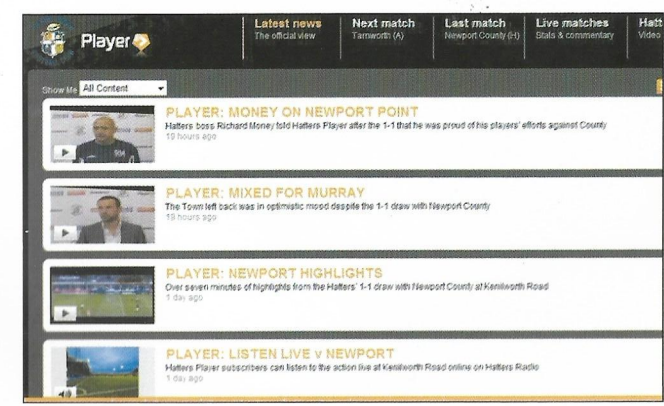 Player
Latest news
The official view
Next match
Tamworth (A)
Last match
Newport County (H)
Live matches
Stats & commentary
Hatt
Video
Show Me All Content
PLAYER: MONEY ON NEWPORT POINT
Hatters boss Richard Money told Hatters Player after the 1-1 that he was proud of his players' efforts against County
19 hours ago
PLAYER: MIXED FOR MURRAY
The Town left back was in optimistic mood despite the 1-1 draw with Newport County
19 hours ago
PLAYER: NEWPORT HIGHLIGHTS
Over seven minutes of highlights from the Hatters' 1-1 draw with Newport County at Kenilworth Road
1 day ago
PLAYER: LISTEN LIVE v NEWPORT
Hatters Player subscribers can listen to the action live at Kenilworth Road online on Hatters Radio
1 day ago